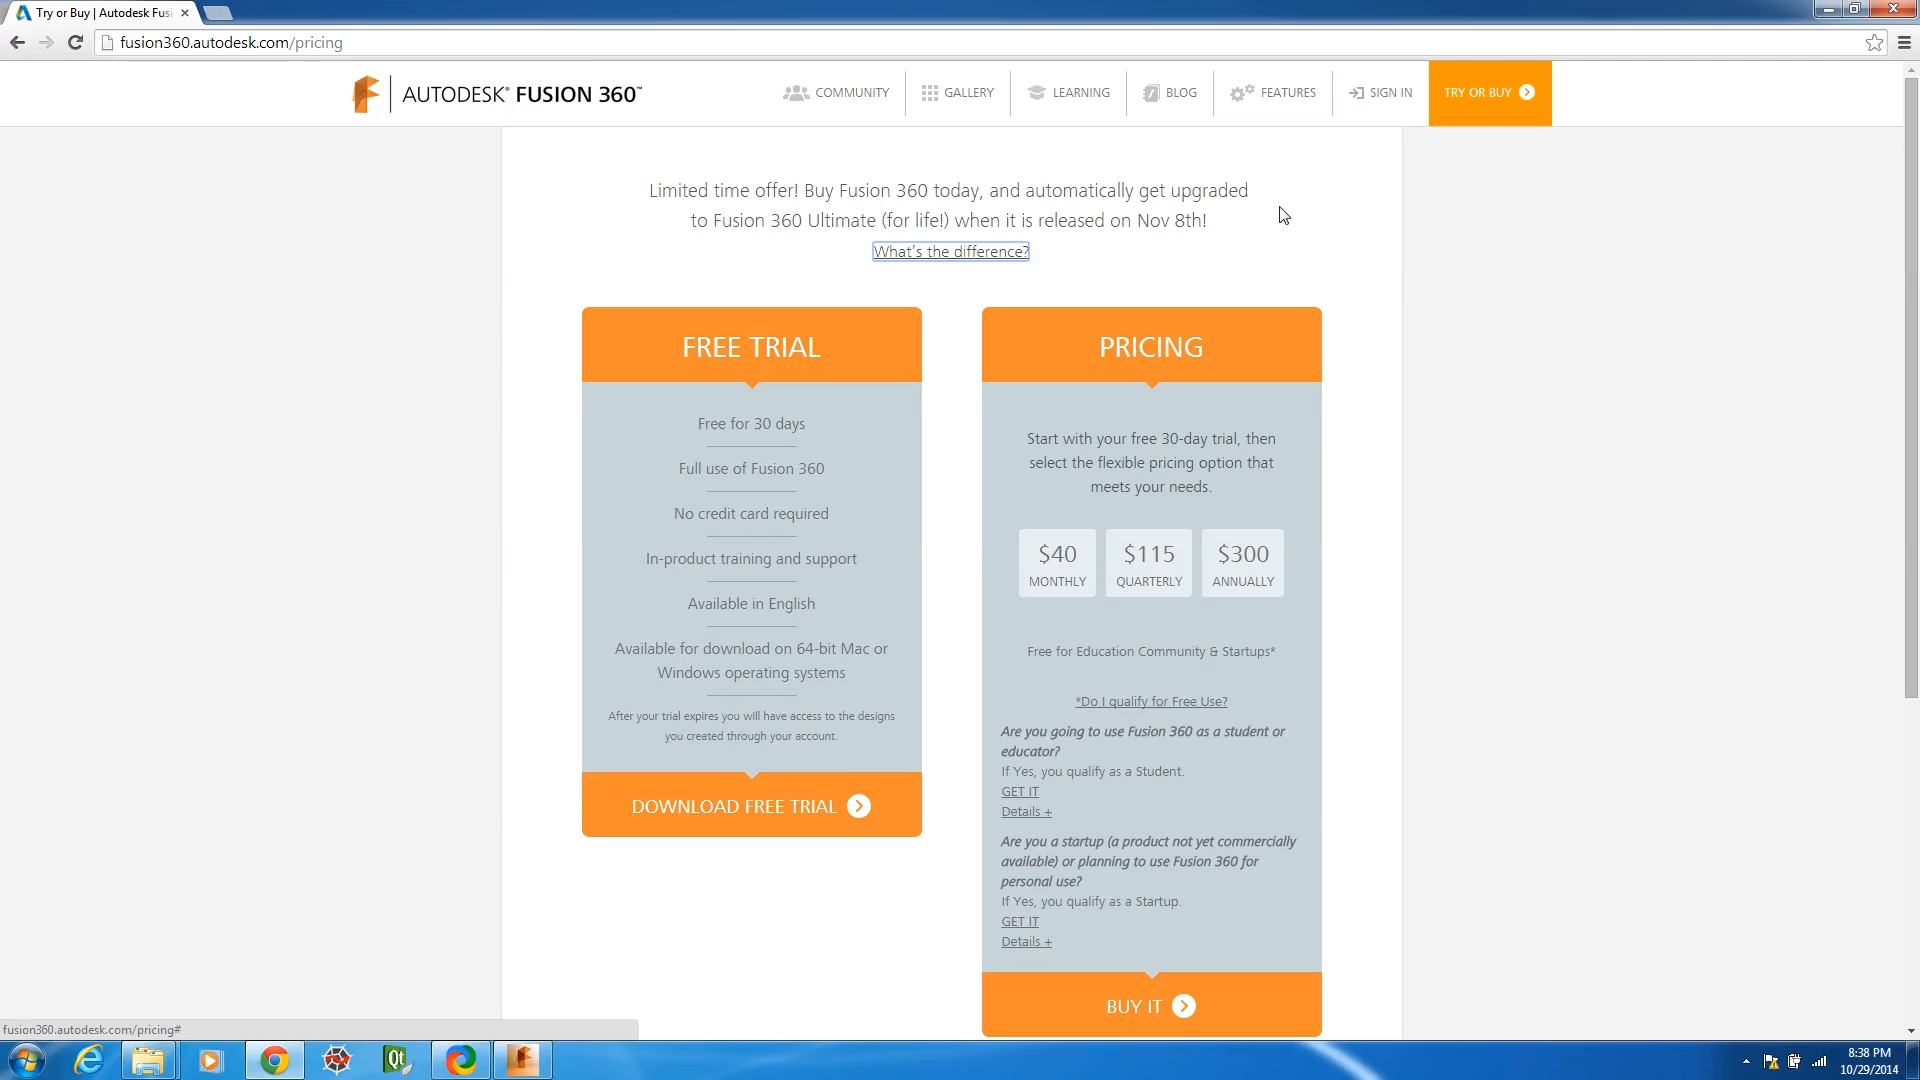 Try or Buy | Autodesk Fusi
fusion360.autodesk.com/pricing
AUTODESK® FUSION 360™
COMMUNITY
GALLERY
LEARNING
BLOG
FEATURES
SIGN IN
TRY OR BUY
Limited time offer! Buy Fusion 360 today, and automatically get upgraded
to Fusion 360 Ultimate (for life!) when it is released on Nov 8th!
What's the difference?
FREE TRIAL
Free for 30 days
Full use of Fusion 360
No credit card required
In-product training and support
Available in English
Available for download on 64-bit Mac or
Windows operating systems
After your trial expires you will have access to the designs
you created through your account.
DOWNLOAD FREE TRIAL
PRICING
Start with your free 30-day trial, then
select the flexible pricing option that
meets your needs.
$40
MONTHLY
$115
QUARTERLY
$300
ANNUALLY
Free for Education Community & Startups*
*Do I qualify for Free Use?
Are you going to use Fusion 360 as a student or
educator?
If Yes, you qualify as a Student.
GET IT
Details +
Are you a startup (a product not yet commercially
available) or planning to use Fusion 360 for
personal use?
If Yes, you qualify as a Startup.
GET IT
Details +
BUY IT
fusion360.autodesk.com/pricing#
Qt
8:38 PM
10/29/2014